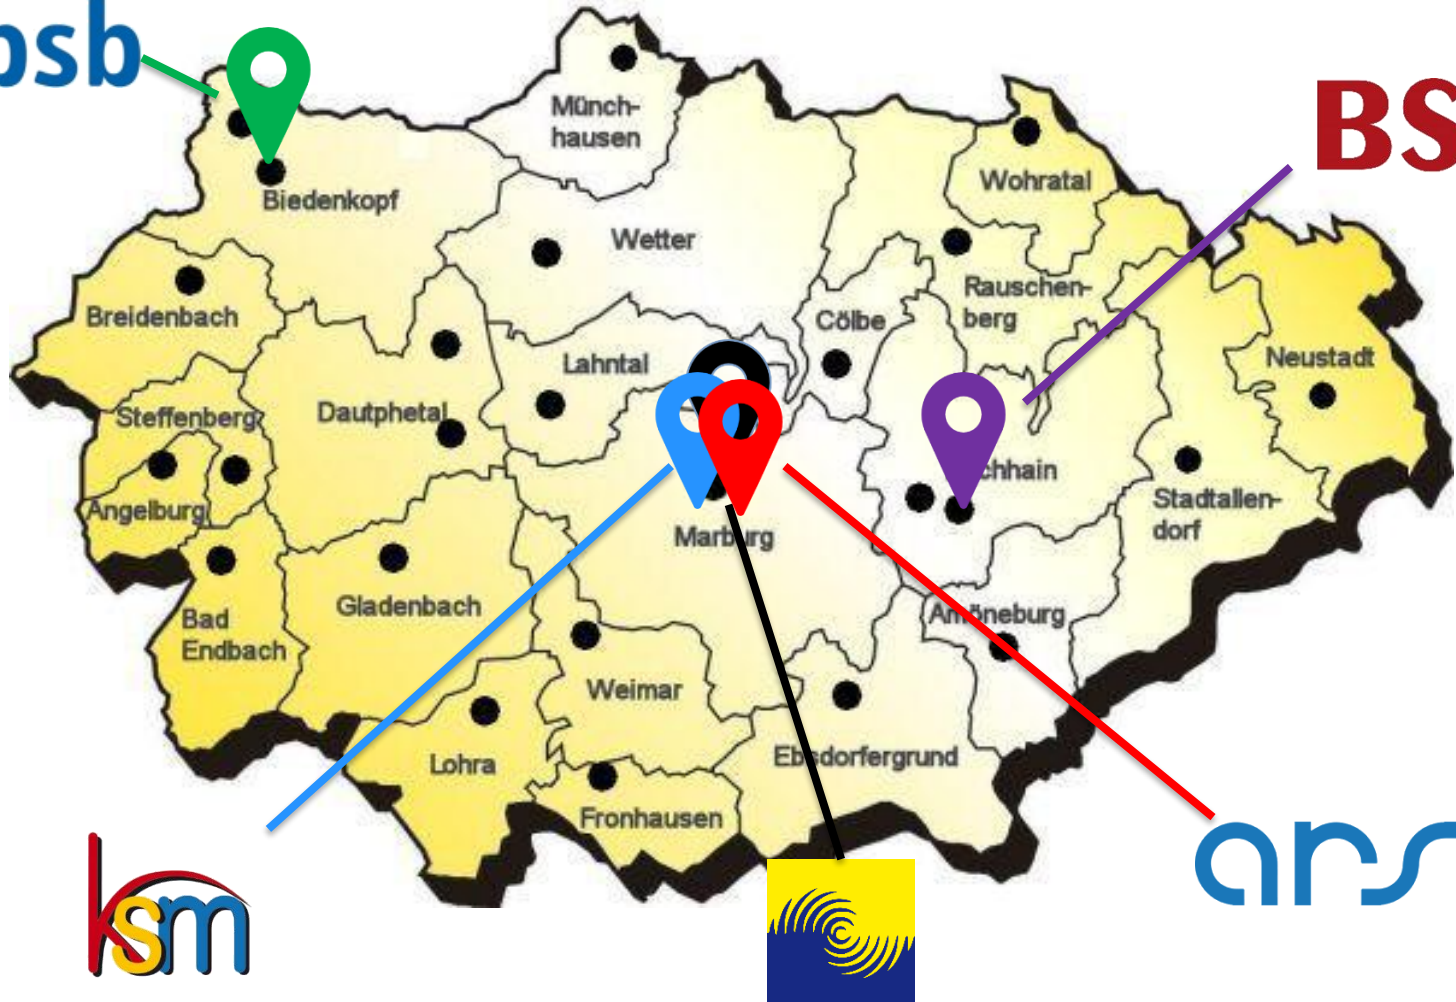 bsb
BS
Münch-
hausen
Wohratal
Biedenkopf
Wetter
Rauschen-
berg
Breidenbach
Cölbe
Lahntal
Neustadt
Steffenberg
Dautphetal
chhain
Angelburg
Stadtallen-
dorf
Marburg
Gladenbach
Amöneburg
Bad
Endbach
Weimar
Lohra
Ebsdorfergrund
Fronhausen
ksm
ars